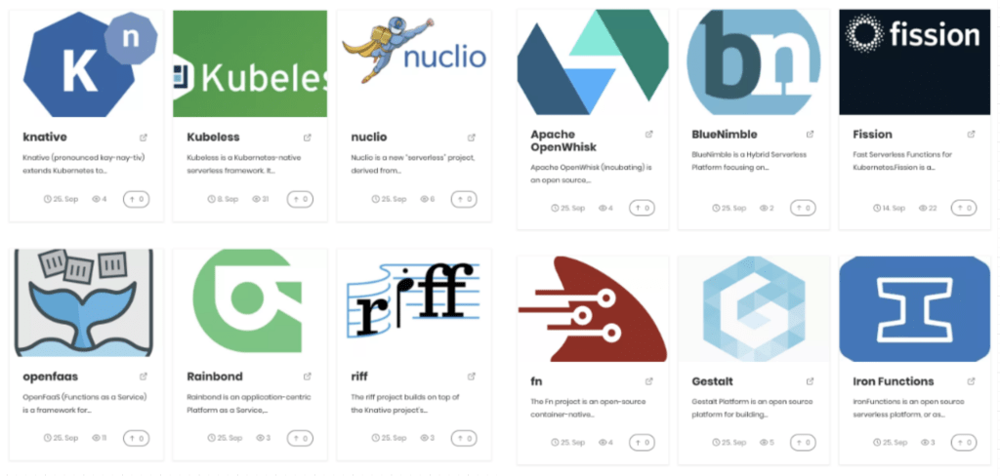 K n
knative
Knative (pronounced kay-nay-tiv)
extends Kubernetes to...
25. Sep 4 ↑ 0
Kubeles
Kubeless
Kubeless is a Kubernetes-native
serverless framework. It...
8. Sep 31 ↑ 0
nuclio
nuclio
Nuclio is a new "serverless" project,
derived from...
25. Sep 6 ↑ 0
Apache
OpenWhisk
Apache OpenWhisk (Incubating) is
an open source,...
25. Sep 4 ↑ 0
bn
BlueNimble
BlueNimble is a Hybrid Serverless
Platform focusing on...
25. Sep 2 ↑ 0
fission
Fission
Fast Serverless Functions for
Kubernetes.Fission is a...
14. Sep 22 ↑ 0
openfaas
OpenFaaS (Functions as a Service)
is a framework for...
25. Sep 11 ↑ 0
Rainbond
Rainbond is an application-centric
Platform as a Service,...
25. Sep 3 ↑ 0
riff
riff
The riff project builds on top of
the Knative project's...
25. Sep 3 ↑ 0
fn
The Fn project is an open-source
container-native...
25. Sep 4 ↑ 0
G
Gestalt
Gestalt Platform is an open source
platform for building...
25. Sep 5 ↑ 0
I
Iron Functions
IronFunctions is an open source
serverless platform, or as...
25. Sep 3 ↑ 0